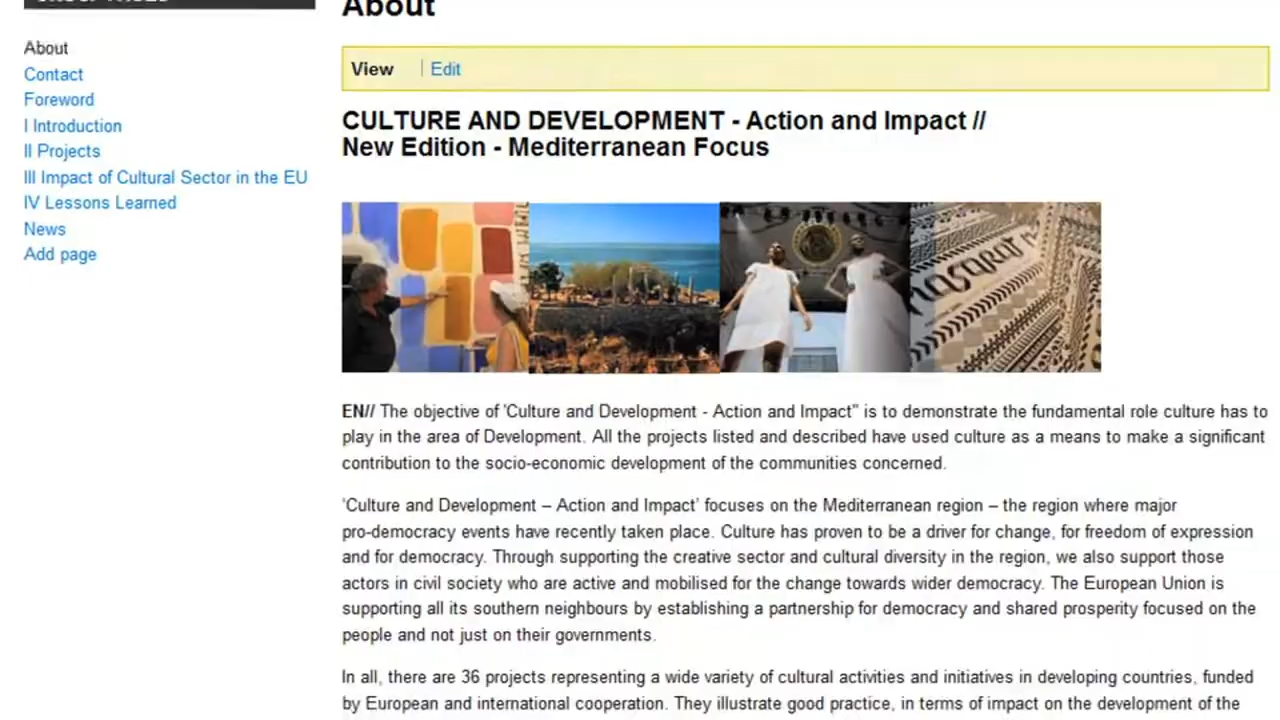 About
About
Contact
Foreword
I Introduction
II Projects
III Impact of Cultural Sector in the EU
IV Lessons Learned
News
Add page
View | Edit
CULTURE AND DEVELOPMENT - Action and Impact //
New Edition - Mediterranean Focus
EN// The objective of 'Culture and Development - Action and Impact" is to demonstrate the fundamental role culture has to
play in the area of Development. All the projects listed and described have used culture as a means to make a significant
contribution to the socio-economic development of the communities concerned.
'Culture and Development – Action and Impact' focuses on the Mediterranean region – the region where major
pro-democracy events have recently taken place. Culture has proven to be a driver for change, for freedom of expression
and for democracy. Through supporting the creative sector and cultural diversity in the region, we also support those
actors in civil society who are active and mobilised for the change towards wider democracy. The European Union is
supporting all its southern neighbours by establishing a partnership for democracy and shared prosperity focused on the
people and not just on their governments.
In all, there are 36 projects representing a wide variety of cultural activities and initiatives in developing countries, funded
by European and international cooperation. They illustrate good practice, in terms of impact on the development of the